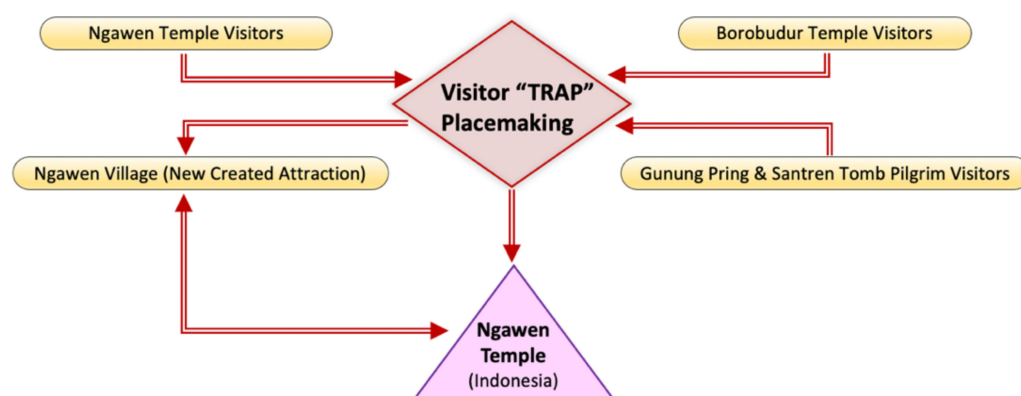 Ngawen Temple Visitors
Borobudur Temple Visitors
Visitor “TRAP”
Placemaking
Ngawen Village (New Created Attraction)
Gunung Pring & Santren Tomb Pilgrim Visitors
Ngawen
Temple
(Indonesia)